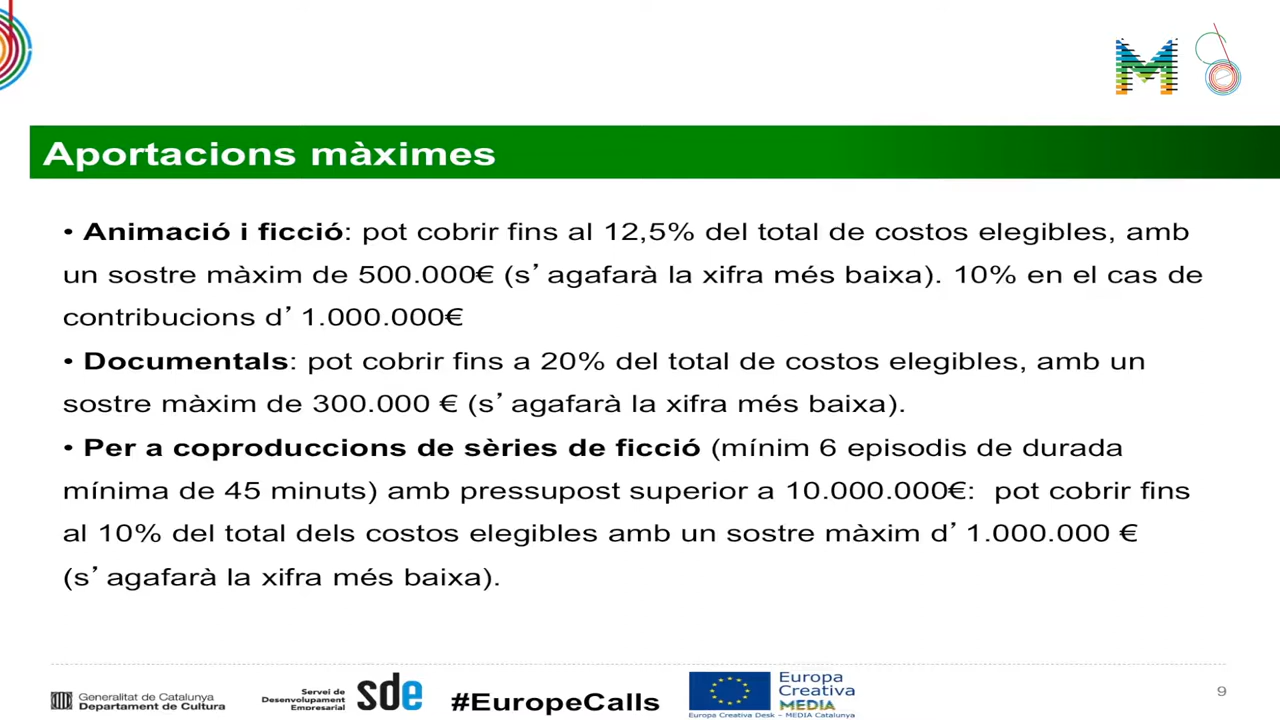 Aportacions màximes
• Animació i ficció: pot cobrir fins al 12,5% del total de costos elegibles, amb
un sostre màxim de 500.000€ (s’agafarà la xifra més baixa). 10% en el cas de
contribucions d’1.000.000€
• Documentals: pot cobrir fins a 20% del total de costos elegibles, amb un
sostre màxim de 300.000 € (s’agafarà la xifra més baixa).
• Per a coproduccions de sèries de ficció (mínim 6 episodis de durada
mínima de 45 minuts) amb pressupost superior a 10.000.000€: pot cobrir fins
al 10% del total dels costos elegibles amb un sostre màxim d’1.000.000 €
(s’agafarà la xifra més baixa).
Generalitat de Catalunya
Departament de Cultura
Servei de
Desenvolupament
Empresarial
sde
#EuropeCalls
Europa
Creativa
MEDIA
Europa Creativa Desk – MEDIA Catalunya
9